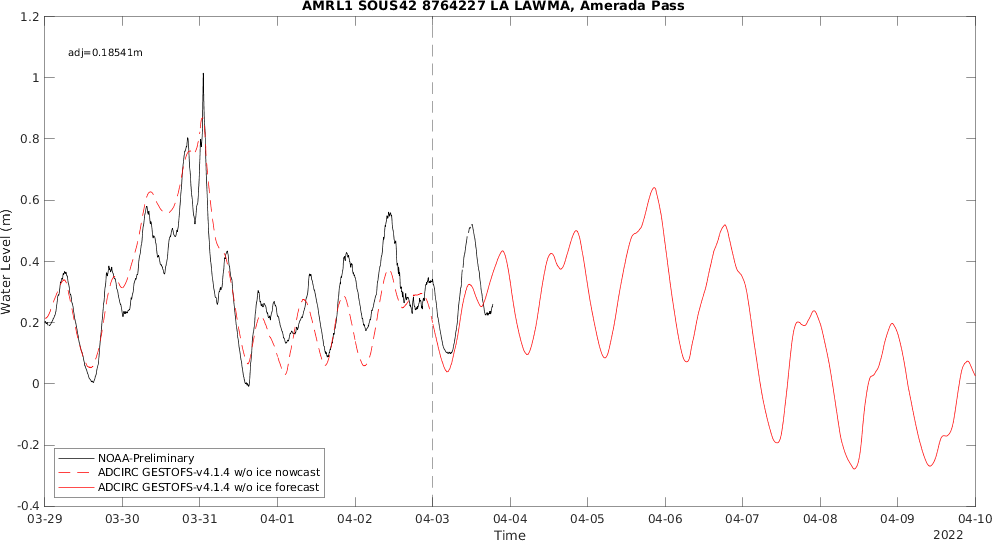 AMRL1 SOUS42 8764227 LA LAWMA, Amerada Pass
adj=0.18541m
1.2
1
0.8
0.6
0.4
0.2
0
-0.2
-0.4
Water Level (m)
NOAA-Preliminary
ADCIRC GESTOFS-v4.1.4 w/o ice nowcast
ADCIRC GESTOFS-v4.1.4 w/o ice forecast
03-29 03-30 03-31 04-01 04-02 04-03 04-04 04-05 04-06 04-07 04-08 04-09 04-10
Time
2022